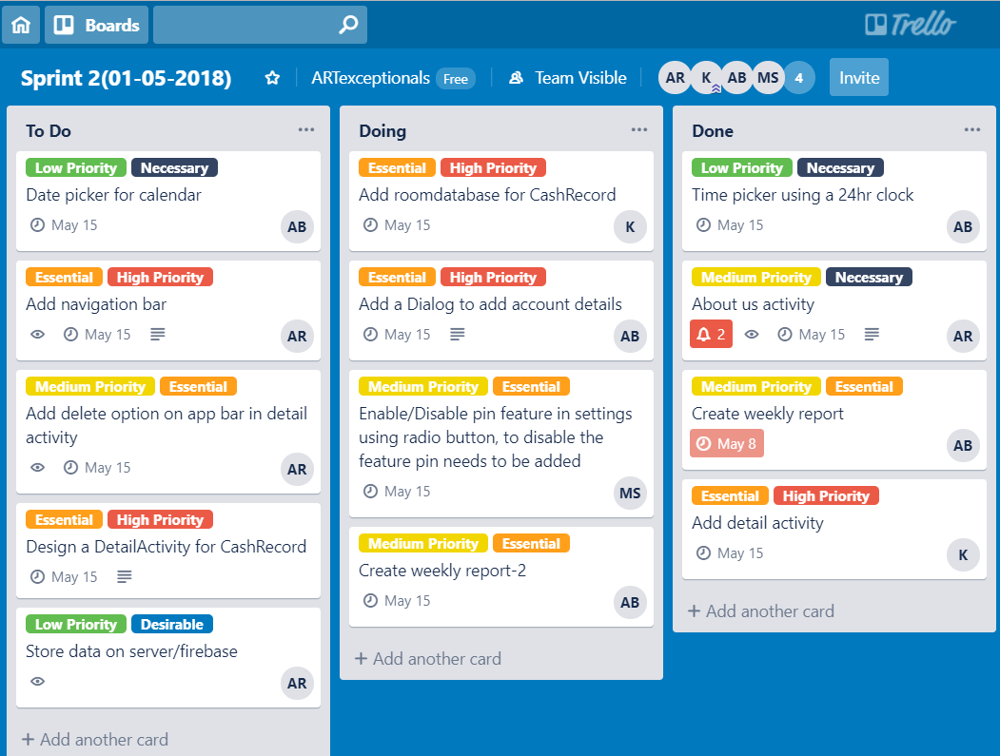 Boards
Trello
Sprint 2(01-05-2018)
ARTexceptionals Free
Team Visible
AR K AB MS 4
Invite
To Do
Low Priority Necessary
Date picker for calendar
May 15
AB
Essential High Priority
Add navigation bar
May 15
AR
Medium Priority Essential
Add delete option on app bar in detail
activity
May 15
AR
Essential High Priority
Design a DetailActivity for CashRecord
May 15
Low Priority Desirable
Store data on server/firebase
AR
+ Add another card
Doing
Essential High Priority
Add roomdatabase for CashRecord
May 15
K
Essential High Priority
Add a Dialog to add account details
May 15
AB
Medium Priority Essential
Enable/Disable pin feature in settings
using radio button, to disable the
feature pin needs to be added
May 15
MS
Medium Priority Essential
Create weekly report-2
May 15
AB
+ Add another card
Done
Low Priority Necessary
Time picker using a 24hr clock
May 15
AB
Medium Priority Necessary
About us activity
2 May 15
AR
Medium Priority Essential
Create weekly report
May 8
AB
Essential High Priority
Add detail activity
May 15
K
+ Add another card